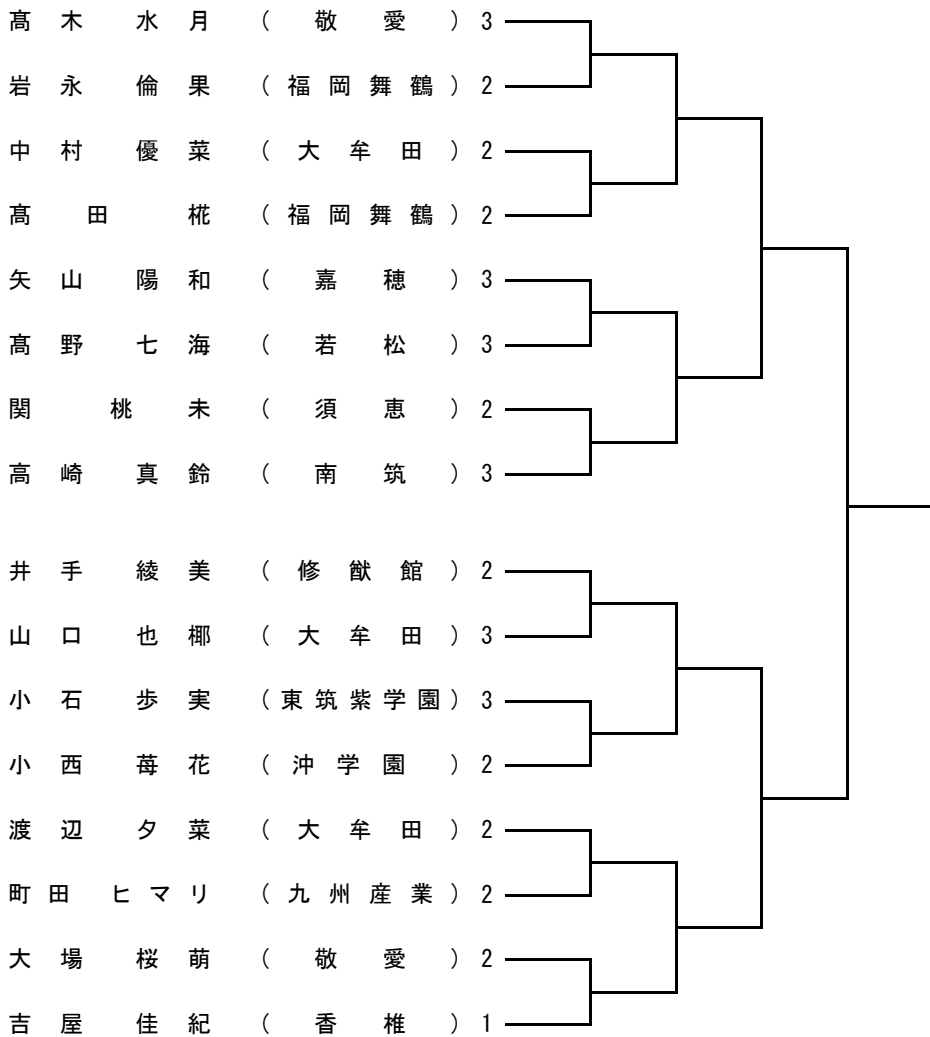 髙木 水月 (敬愛) 3
岩永 倫果 (福岡舞鶴) 2
中村 優菜 (大牟田) 2
髙田 椛 (福岡舞鶴) 2
矢山 陽和 (嘉穂) 3
髙野 七海 (若松) 3
関 桃未 (須恵) 2
高崎 真鈴 (南筑) 3
井手 綾美 (修猷館) 2
山口 也椰 (大牟田) 3
小石 歩実 (東筑紫学園) 3
小西 苺花 (沖学園) 2
渡辺 夕菜 (大牟田) 2
町田 ヒマリ (九州産業) 2
大場 桜萌 (敬愛) 2
吉屋 佳紀 (香椎) 1